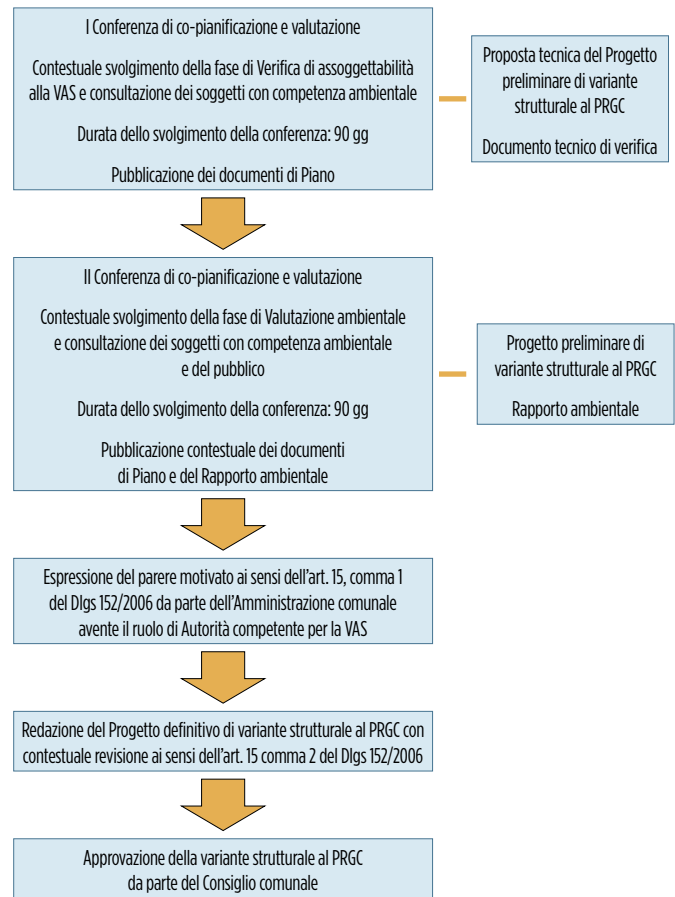 I Conferenza di co-pianificazione e valutazione
Contestuale svolgimento della fase di Verifica di assoggettabilità
alla VAS e consultazione dei soggetti con competenza ambientale
Durata dello svolgimento della conferenza: 90 gg
Pubblicazione dei documenti di Piano
Proposta tecnica del Progetto
preliminare di variante
strutturale al PRGC
Documento tecnico di verifica
II Conferenza di co-pianificazione e valutazione
Contestuale svolgimento della fase di Valutazione ambientale
e consultazione dei soggetti con competenza ambientale
e del pubblico
Durata dello svolgimento della conferenza: 90 gg
Pubblicazione contestuale dei documenti
di Piano e del Rapporto ambientale
Progetto preliminare di
variante strutturale al PRGC
Rapporto ambientale
Espressione del parere motivato ai sensi dell'art. 15, comma 1
del Dlgs 152/2006 da parte dell'Amministrazione comunale
avente il ruolo di Autorità competente per la VAS
Redazione del Progetto definitivo di variante strutturale al PRGC con
contestuale revisione ai sensi dell'art. 15 comma 2 del Dlgs 152/2006
Approvazione della variante strutturale al PRGC
da parte del Consiglio comunale